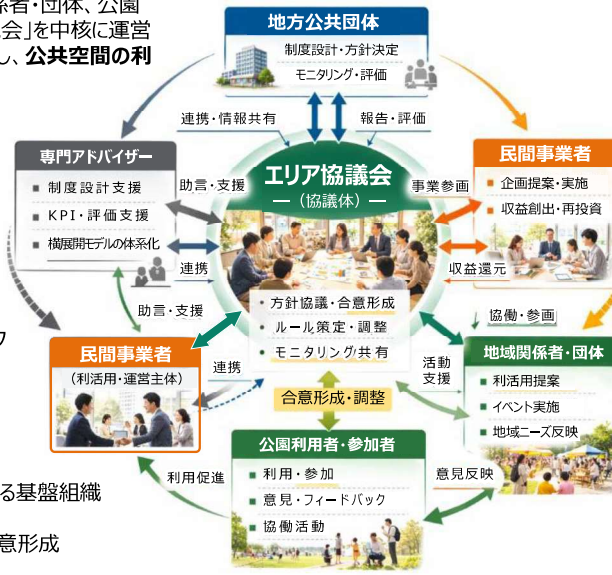 係者・団体、公園
会」を中核に運営
し、公共空間の利
地方公共団体
制度設計・方針決定
モニタリング・評価
連携・情報共有
報告・評価
専門アドバイザー
制度設計支援
KPI・評価支援
横展開モデルの体系化
助言・支援
連携
助言・支援
エリア協議会
(協議体)
方針協議・合意形成
ルール策定・調整
モニタリング共有
事業参画
収益還元
民間事業者
企画提案・実施
収益創出・再投資
協働・参画
民間事業者
(利活用・運営主体)
連携
合意形成・調整
活動
支援
地域関係者・団体
利活用提案
イベント実施
地域ニーズ反映
公園利用者・参加者
利用・参加
意見・フィードバック
協働活動
利用促進
意見反映
る基盤組織
意形成